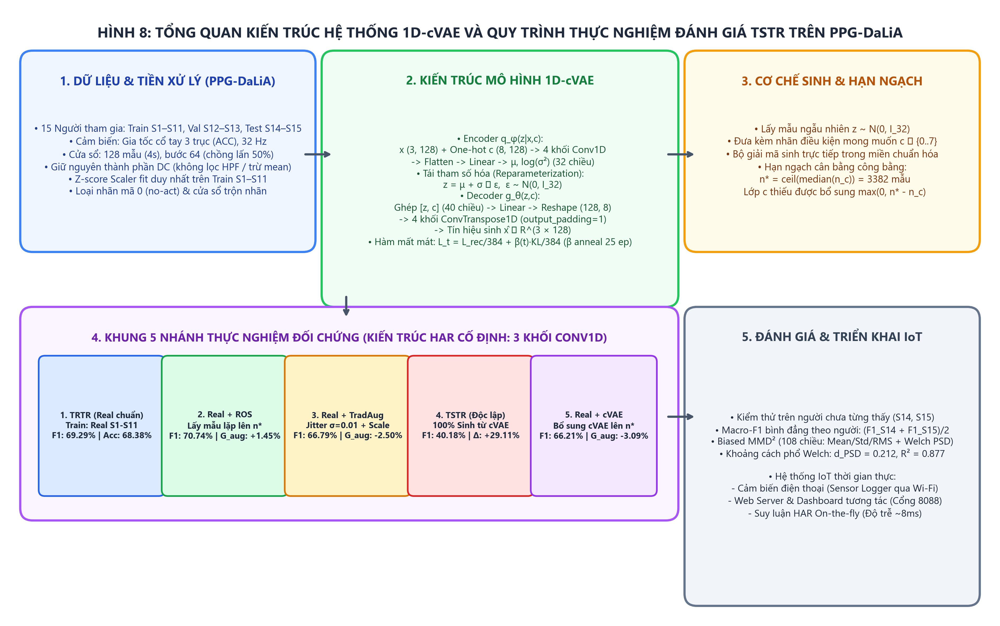 HÌNH 8: TỔNG QUAN KIẾN TRÚC HỆ THỐNG 1D-cVAE VÀ QUY TRÌNH THỰC NGHIỆM ĐÁNH GIÁ TSTR TRÊN PPG-DaLiA
1. DỮ LIỆU & TIỀN XỬ LÝ (PPG-DaLiA)
• 15 Người tham gia: Train S1–S11, Val S12–S13, Test S14–S15
• Cảm biến: Gia tốc cổ tay 3 trục (ACC), 32 Hz
• Cửa sổ: 128 mẫu (4s), bước 64 (chồng lấn 50%)
• Giữ nguyên thành phần DC (không lọc HPF / trừ mean)
• Z-score Scaler fit duy nhất trên Train S1–S11
• Loại nhãn mã 0 (no-act) & cửa sổ trộn nhãn
2. KIẾN TRÚC MÔ HÌNH 1D-cVAE
• Encoder q_φ(z|x,c):
x (3, 128) + One-hot c (8, 128) -> 4 khối Conv1D
-> Flatten -> Linear -> μ, log(σ²) (32 chiều)
• Tái tham số hóa (Reparameterization):
z = μ + σ □ ε, ε ~ N(0, I_32)
• Decoder g_θ(z,c):
Ghép [z, c] (40 chiều) -> Linear -> Reshape (128, 8)
-> 4 khối ConvTranspose1D (output_padding=1)
-> Tín hiệu sinh x̂ □ R^(3 × 128)
• Hàm mất mát: L_t = L_rec/384 + β(t)·KL/384 (β anneal 25 ep)
3. CƠ CHẾ SINH & HẠN NGẠCH
• Lấy mẫu ngẫu nhiên z ~ N(0, I_32)
• Đưa kèm nhãn điều kiện mong muốn c □ {0..7}
• Bộ giải mã sinh trực tiếp trong miền chuẩn hóa
• Hạn ngạch cân bằng công bằng:
n* = ceil(median(n_c)) = 3382 mẫu
Lớp c thiếu được bổ sung max(0, n* - n_c)
4. KHUNG 5 NHÁNH THỰC NGHIỆM ĐỐI CHỨNG (KIẾN TRÚC HAR CỐ ĐỊNH: 3 KHỐI CONV1D)
1. TRTR (Real chuẩn)
Train: Real S1-S11
F1: 69.29% | Acc: 68.38%
2. Real + ROS
Lấy mẫu lặp lên n*
F1: 70.74% | G_aug: +1.45%
3. Real + TradAug
Jitter σ=0.01 + Scale
F1: 66.79% | G_aug: -2.50%
4. TSTR (Độc lập)
100% Sinh từ cVAE
F1: 40.18% | Δ: +29.11%
5. Real + cVAE
Bổ sung cVAE lên n*
F1: 66.21% | G_aug: -3.09%
5. ĐÁNH GIÁ & TRIỂN KHAI IoT
• Kiểm thử trên người chưa từng thấy (S14, S15)
• Macro-F1 bình đẳng theo người: (F1_S14 + F1_S15)/2
• Biased MMD² (108 chiều: Mean/Std/RMS + Welch PSD)
• Khoảng cách phổ Welch: d_PSD = 0.212, R² = 0.877
• Hệ thống IoT thời gian thực:
- Cảm biến điện thoại (Sensor Logger qua Wi-Fi)
- Web Server & Dashboard tương tác (Cổng 8088)
- Suy luận HAR On-the-fly (Độ trễ ~8ms)